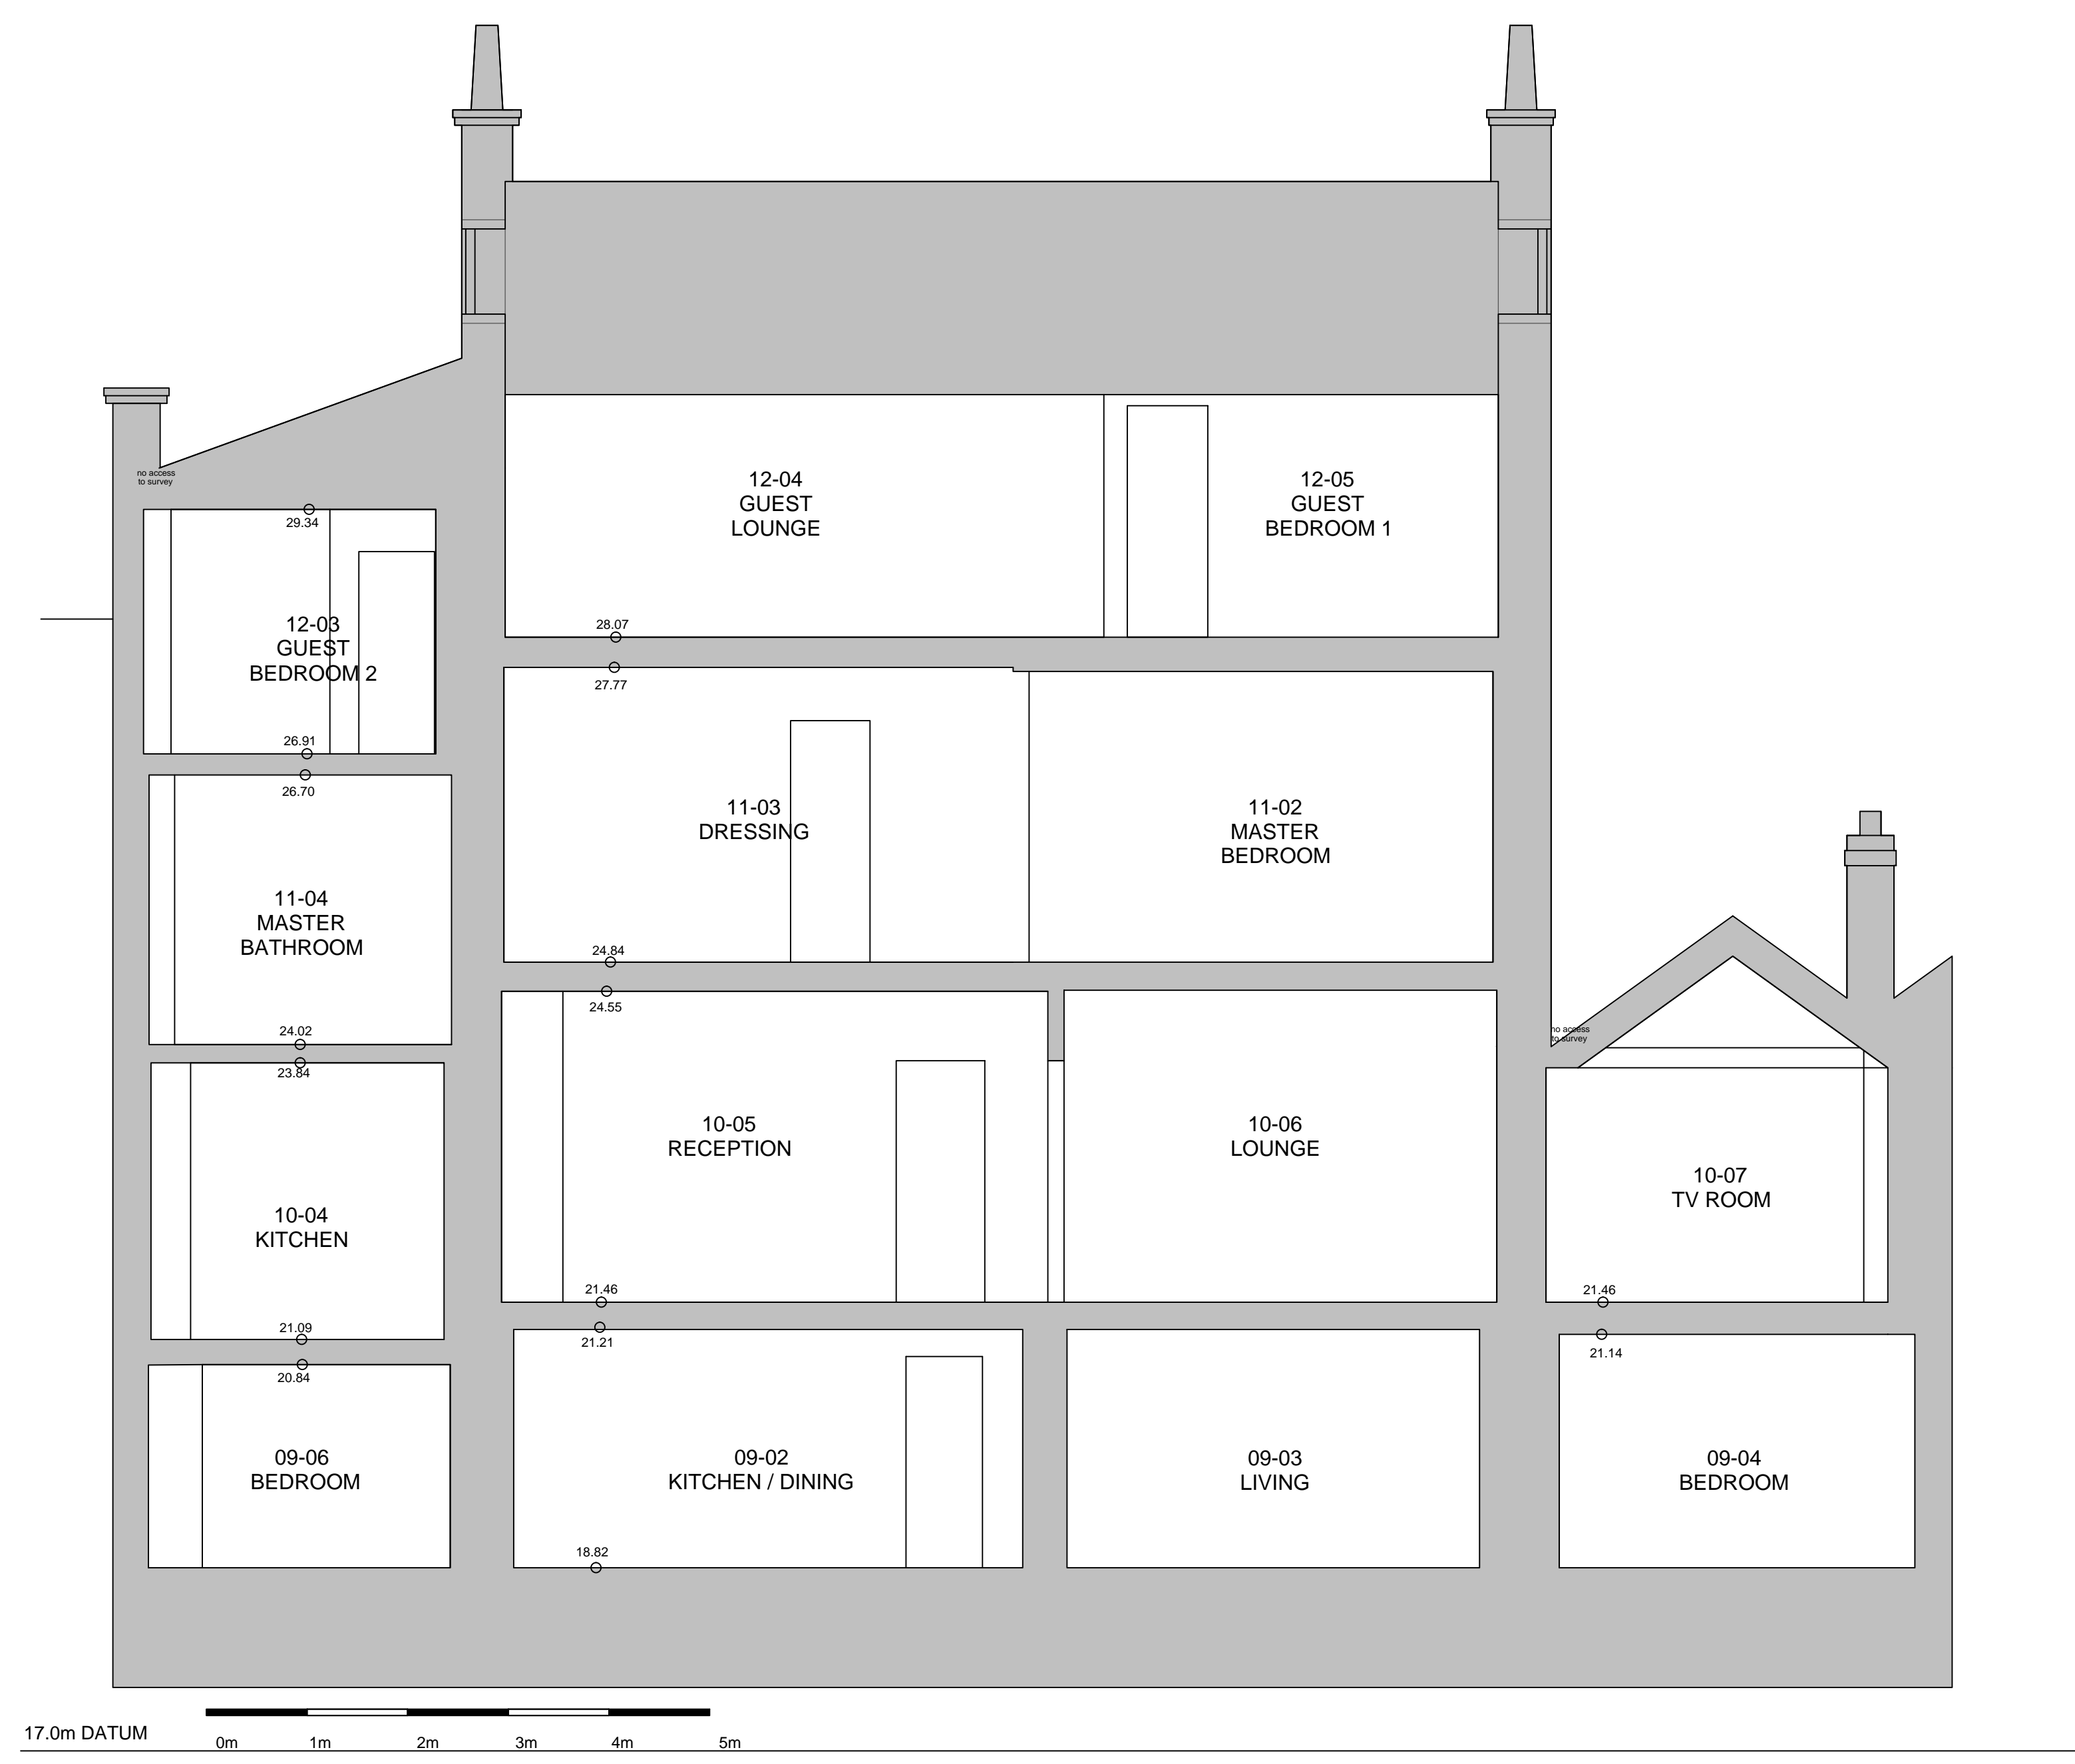 no access
to survey
29.34
12-04
GUEST
LOUNGE
12-05
GUEST
BEDROOM 1
12-03
GUEST
BEDROOM 2
28.07
27.77
26.91
26.70
11-03
DRESSING
11-02
MASTER
BEDROOM
11-04
MASTER
BATHROOM
24.84
24.55
24.02
23.84
no access
to survey
10-05
RECEPTION
10-06
LOUNGE
10-07
TV ROOM
10-04
KITCHEN
21.46
21.46
21.09
21.21
21.14
20.84
09-06
BEDROOM
09-02
KITCHEN / DINING
09-03
LIVING
09-04
BEDROOM
18.82
17.0m DATUM
0m 1m 2m 3m 4m 5m